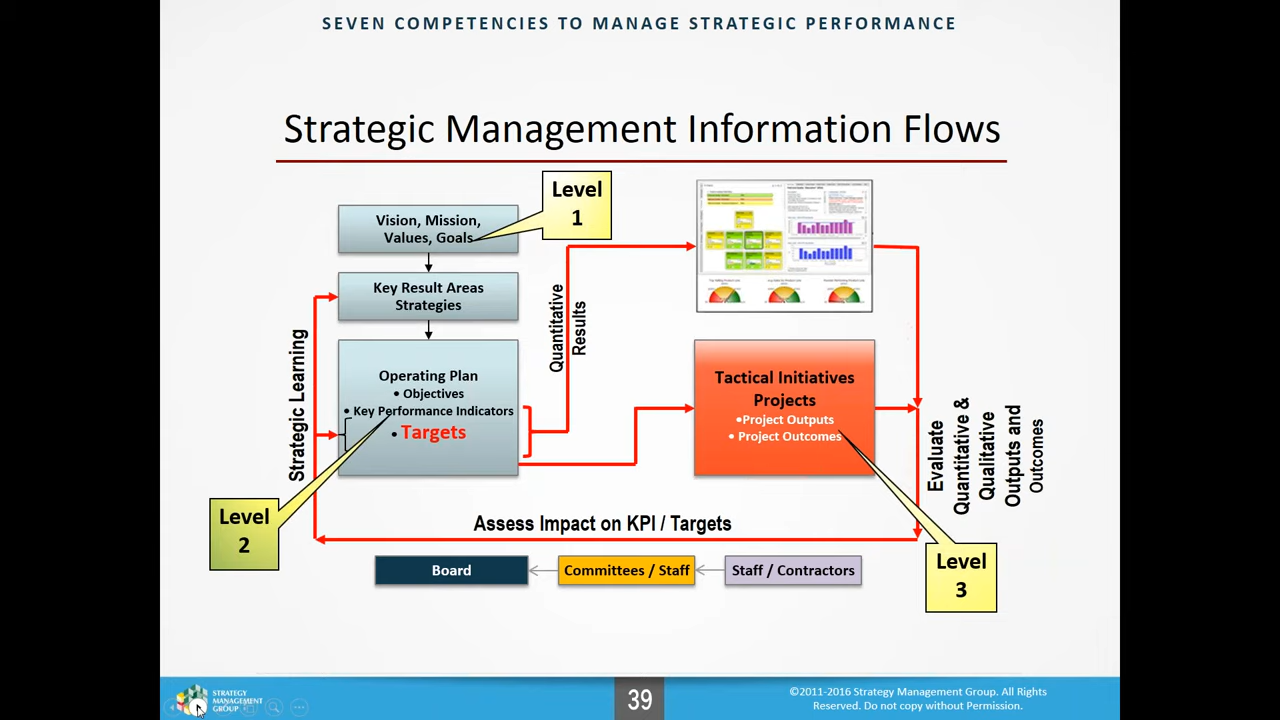 SEVEN COMPETENCIES TO MANAGE STRATEGIC PERFORMANCE
Strategic Management Information Flows
Level
1
Vision, Mission,
Values, Goals
Key Result Areas
Strategies
Operating Plan
• Objectives
• Key Performance Indicators
• Targets
Strategic Learning
Quantitative
Results
Tactical Initiatives
Projects
•Project Outputs
• Project Outcomes
Evaluate
Quantitative &
Qualitative
Outputs and
Outcomes
Level
2
Assess Impact on KPI / Targets
Level
3
Board
Committees / Staff
Staff / Contractors
STRATEGY
MANAGEMENT
GROUP
39
©2011-2016 Strategy Management Group. All Rights
Reserved. Do not copy without Permission.